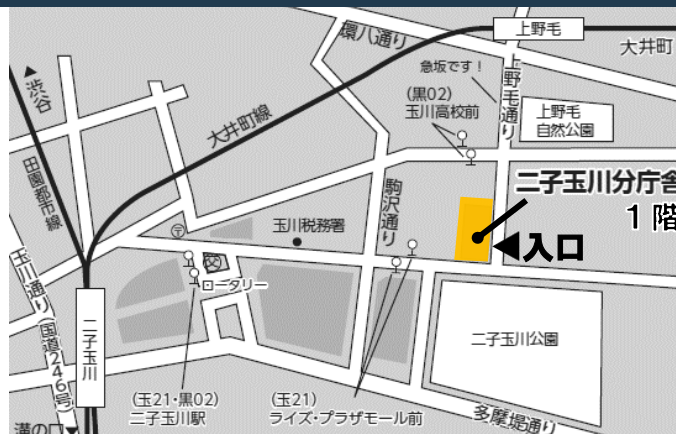 上野毛
大井町
環八通り
急坂です！
上野毛通り
▲渋谷
(黒02)
玉川高校前
上野毛
自然公園
大井町線
田園都市線
二子玉川分庁舎
1階
駒沢通り
玉川税務署
◀入口
〒
ロータリー
玉川通り(国道246号)
二子玉川
二子玉川公園
(玉21・黒02)
二子玉川駅
(玉21)
ライズ・プラザモール前
多摩堤通り
溝の口▼